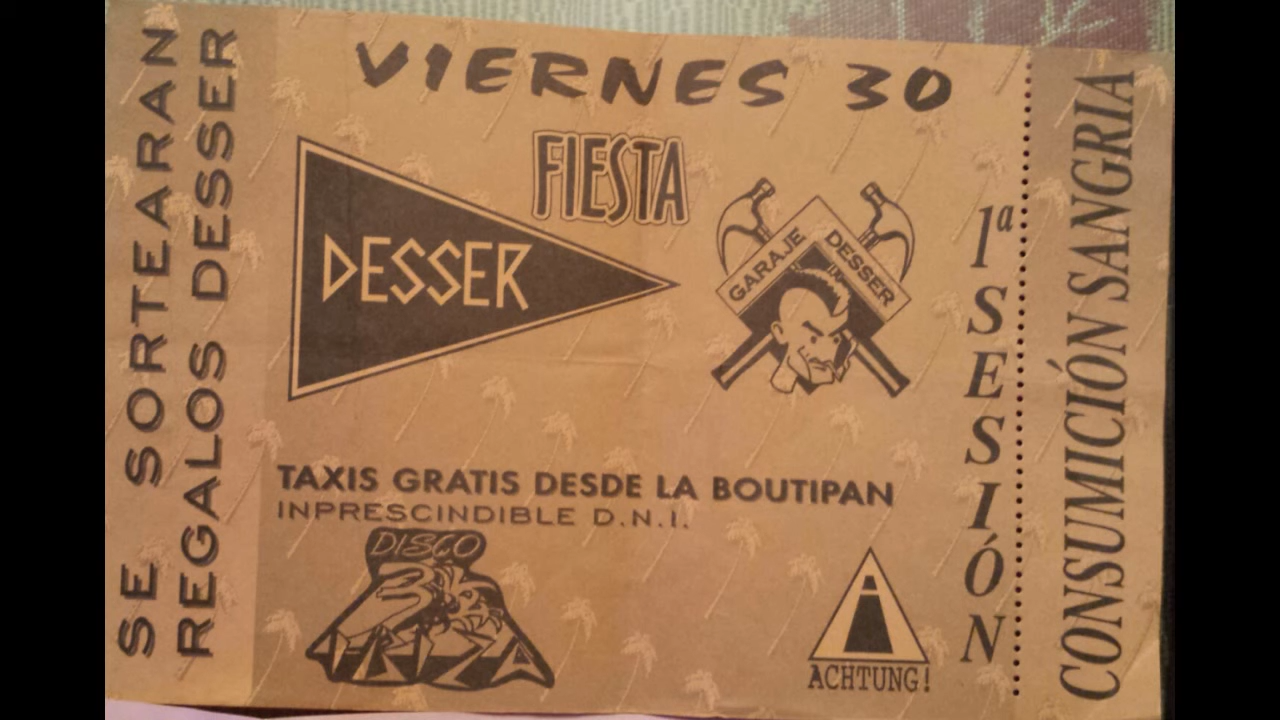 SE SORTEARAN
REGALOS DESSER
VIERNES 30
FIESTA
DESSER
GARAJE DESSER
TAXIS GRATIS DESDE LA BOUTIPAN
INPRESCINDIBLE D.N.I.
DISCO
ACHTUNG!
1ª SESIÓN
CONSUMICIÓN SANGRIA